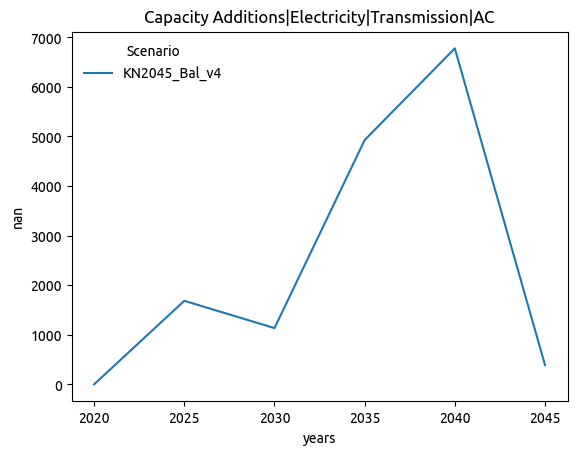 Capacity Additions|Electricity|Transmission|AC
Scenario
KN2045_Bal_v4
7000
6000
5000
4000
3000
2000
1000
0
nan
2020 2025 2030 2035 2040 2045
years